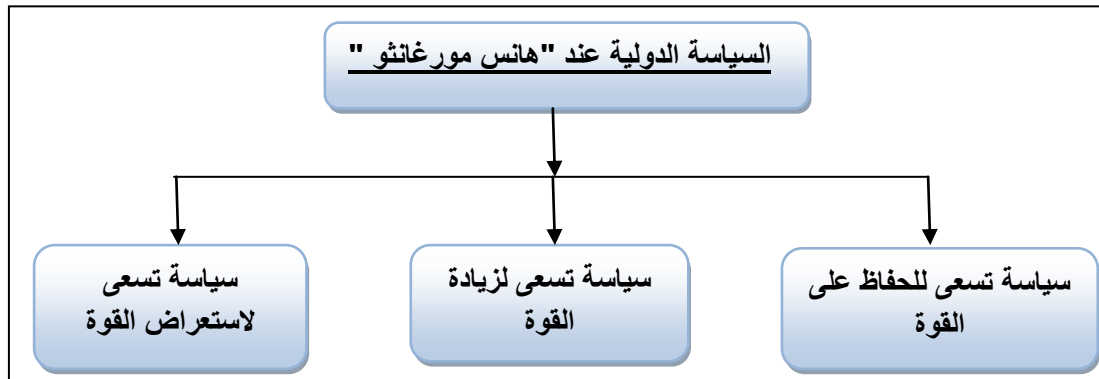 السياسة الدولية عند "هانس مورغانثو "
سياسة تسعى للحفاظ على
القوة
سياسة تسعى لزيادة
القوة
سياسة تسعى
لاستعراض القوة